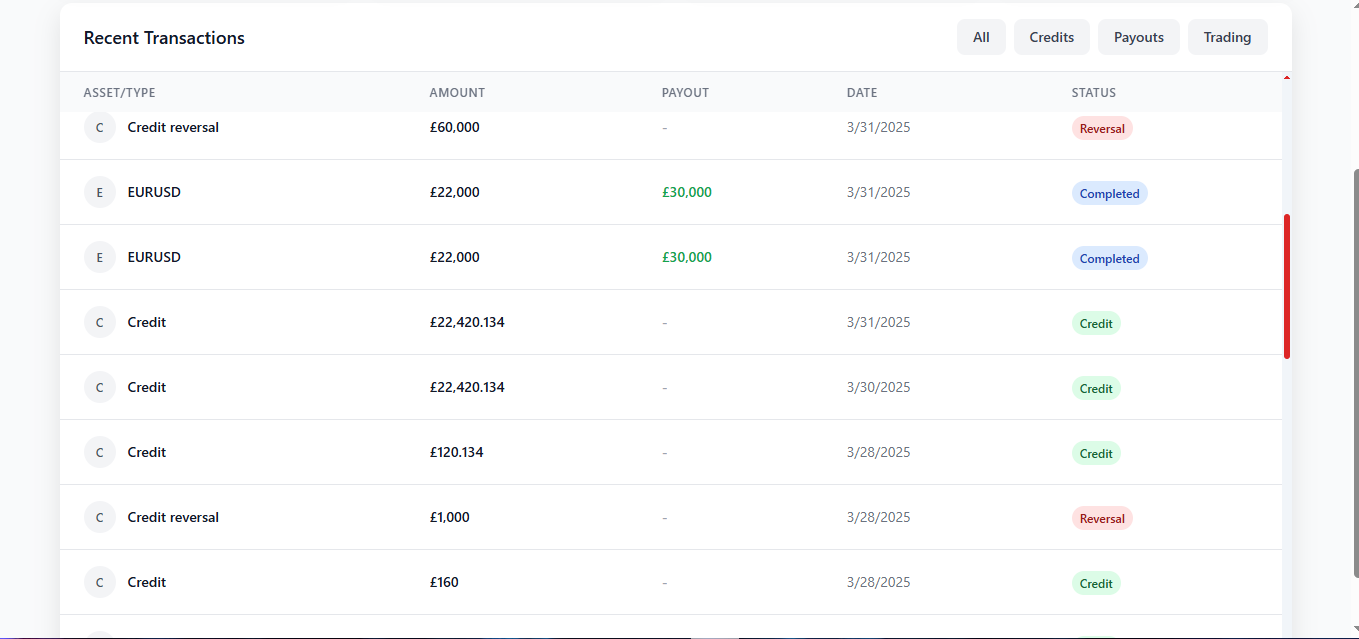 Recent Transactions All Credits Payouts Trading
ASSET/TYPE AMOUNT PAYOUT DATE STATUS
C Credit reversal £60,000 - 3/31/2025 Reversal
E EURUSD £22,000 £30,000 3/31/2025 Completed
E EURUSD £22,000 £30,000 3/31/2025 Completed
C Credit £22,420.134 - 3/31/2025 Credit
C Credit £22,420.134 - 3/30/2025 Credit
C Credit £120.134 - 3/28/2025 Credit
C Credit reversal £1,000 - 3/28/2025 Reversal
C Credit £160 - 3/28/2025 Credit